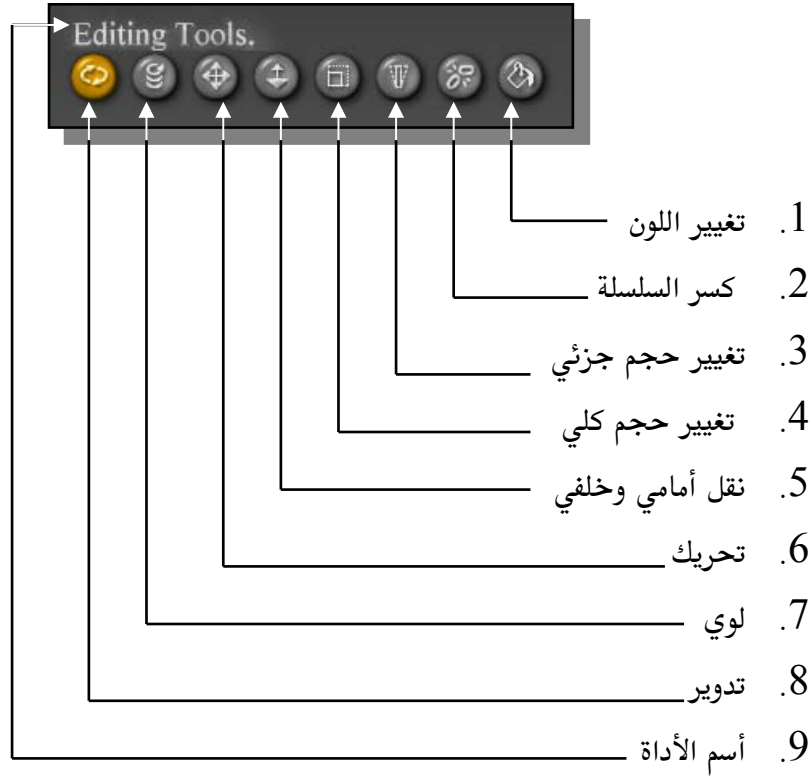 Editing Tools.
1. تغيير اللون
2. كسر السلسلة
3. تغيير حجم جزئي
4. تغيير حجم كلي
5. نقل أمامي وخلفي
6. تحريك
7. لوي
8. تدوير
9. أسم الأداة